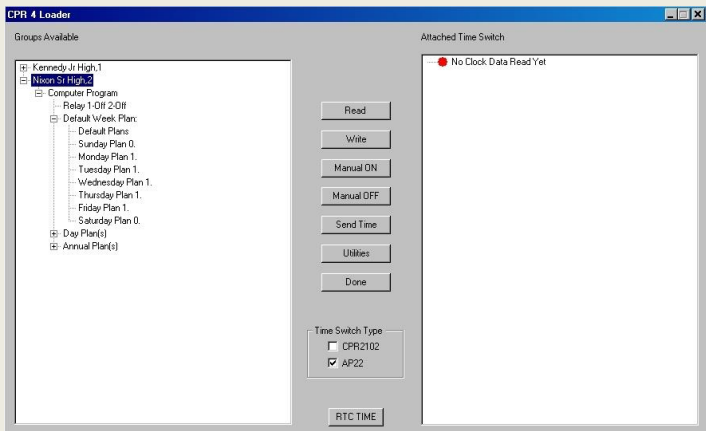 CPR 4 Loader
Groups Available
Kennedy Jr High,1
Nixon Sr High,2
Computer Program
Relay 1-Off 2-Off
Default Week Plan:
Default Plans
Sunday Plan 0.
Monday Plan 1.
Tuesday Plan 1.
Wednesday Plan 1.
Thursday Plan 1.
Friday Plan 1.
Saturday Plan 0.
Day Plan(s)
Annual Plan(s)
Read
Write
Manual ON
Manual OFF
Send Time
Utilities
Done
Time Switch Type
CPR2102
AP22
RTC TIME
Attached Time Switch
No Clock Data Read Yet